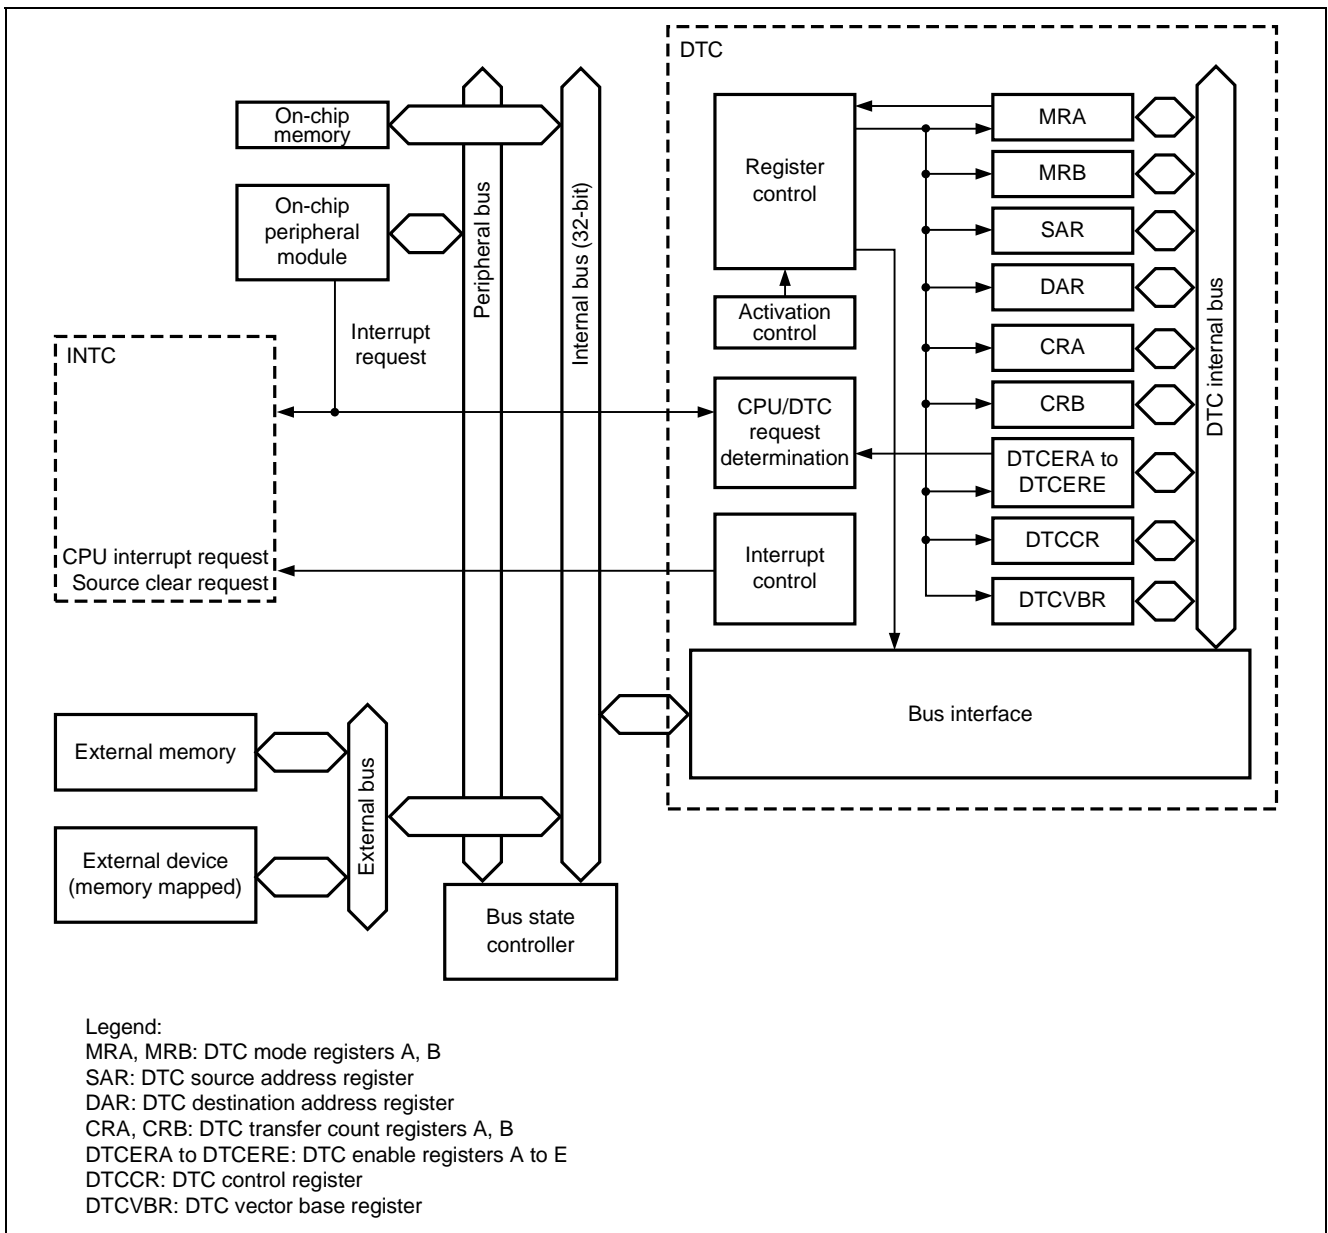 DTC
On-chip
memory
On-chip
peripheral
module
Peripheral bus
Internal bus (32-bit)
Interrupt
request
INTC
CPU interrupt request
Source clear request
Register
control
Activation
control
CPU/DTC
request
determination
Interrupt
control
MRA
MRB
SAR
DAR
CRA
CRB
DTCERA to
DTCERE
DTCCR
DTCVBR
DTC internal bus
Bus interface
External memory
External device
(memory mapped)
External bus
Bus state
controller
Legend:
MRA, MRB: DTC mode registers A, B
SAR: DTC source address register
DAR: DTC destination address register
CRA, CRB: DTC transfer count registers A, B
DTCERA to DTCERE: DTC enable registers A to E
DTCCR: DTC control register
DTCVBR: DTC vector base register